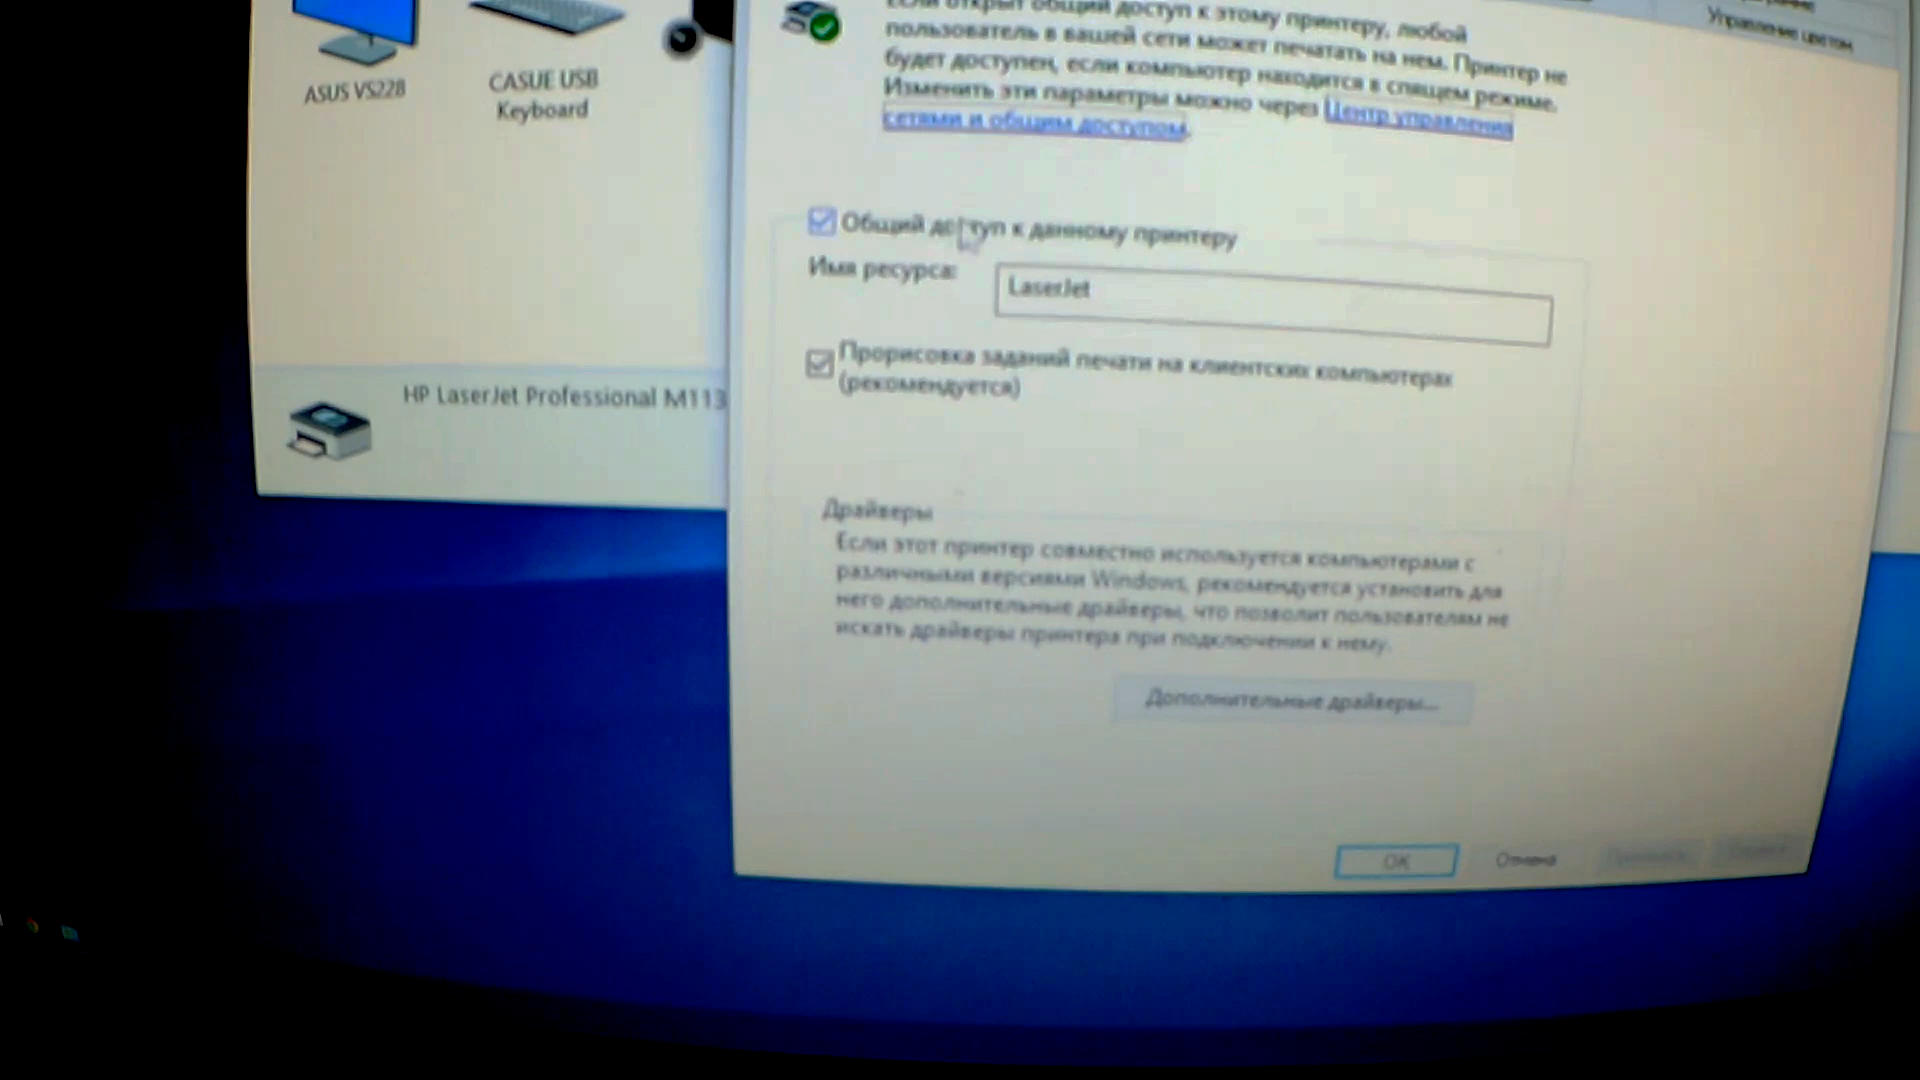 ASUS VS228
CASUE USB
Keyboard
HP LaserJet Professional M113
Управление цветом
Если открыт общий доступ к этому принтеру, любой
пользователь в вашей сети может печатать на нем. Принтер не
будет доступен, если компьютер находится в спящем режиме.
Изменить эти параметры можно через Центр управления
сетями и общим доступом.
Общий доступ к данному принтеру
Имя ресурса:
LaserJet
Прорисовка заданий печати на клиентских компьютерах
(рекомендуется)
Драйверы
Если этот принтер совместно используется компьютерами с
различными версиями Windows, рекомендуется установить для
него дополнительные драйверы, что позволит пользователям не
искать драйверы принтера при подключении к нему.
Дополнительные драйверы...
OK
Отмена